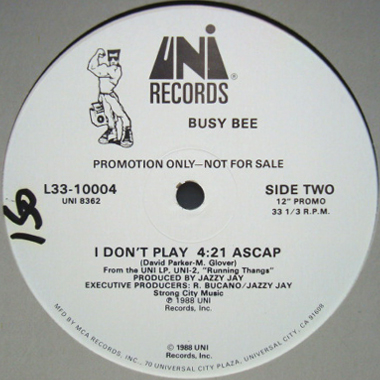 UNI®
RECORDS
BUSY BEE
PROMOTION ONLY—NOT FOR SALE
L33-10004
UNI 8362
SIDE TWO
12" PROMO
33 1/3 R.P.M.
I DON'T PLAY 4:21 ASCAP
(David Parker-M. Glover)
From the UNI LP, UNI-2, "Running Thangs"
PRODUCED BY JAZZY JAY
EXECUTIVE PRODUCERS: R. BUCANO/JAZZY JAY
Strong City Music
℗ 1988 UNI
Records, Inc.
© 1988 UNI
Records, Inc.
MFG BY MCA RECORDS, INC., 70 UNIVERSAL CITY PLAZA, UNIVERSAL CITY, CA 91608